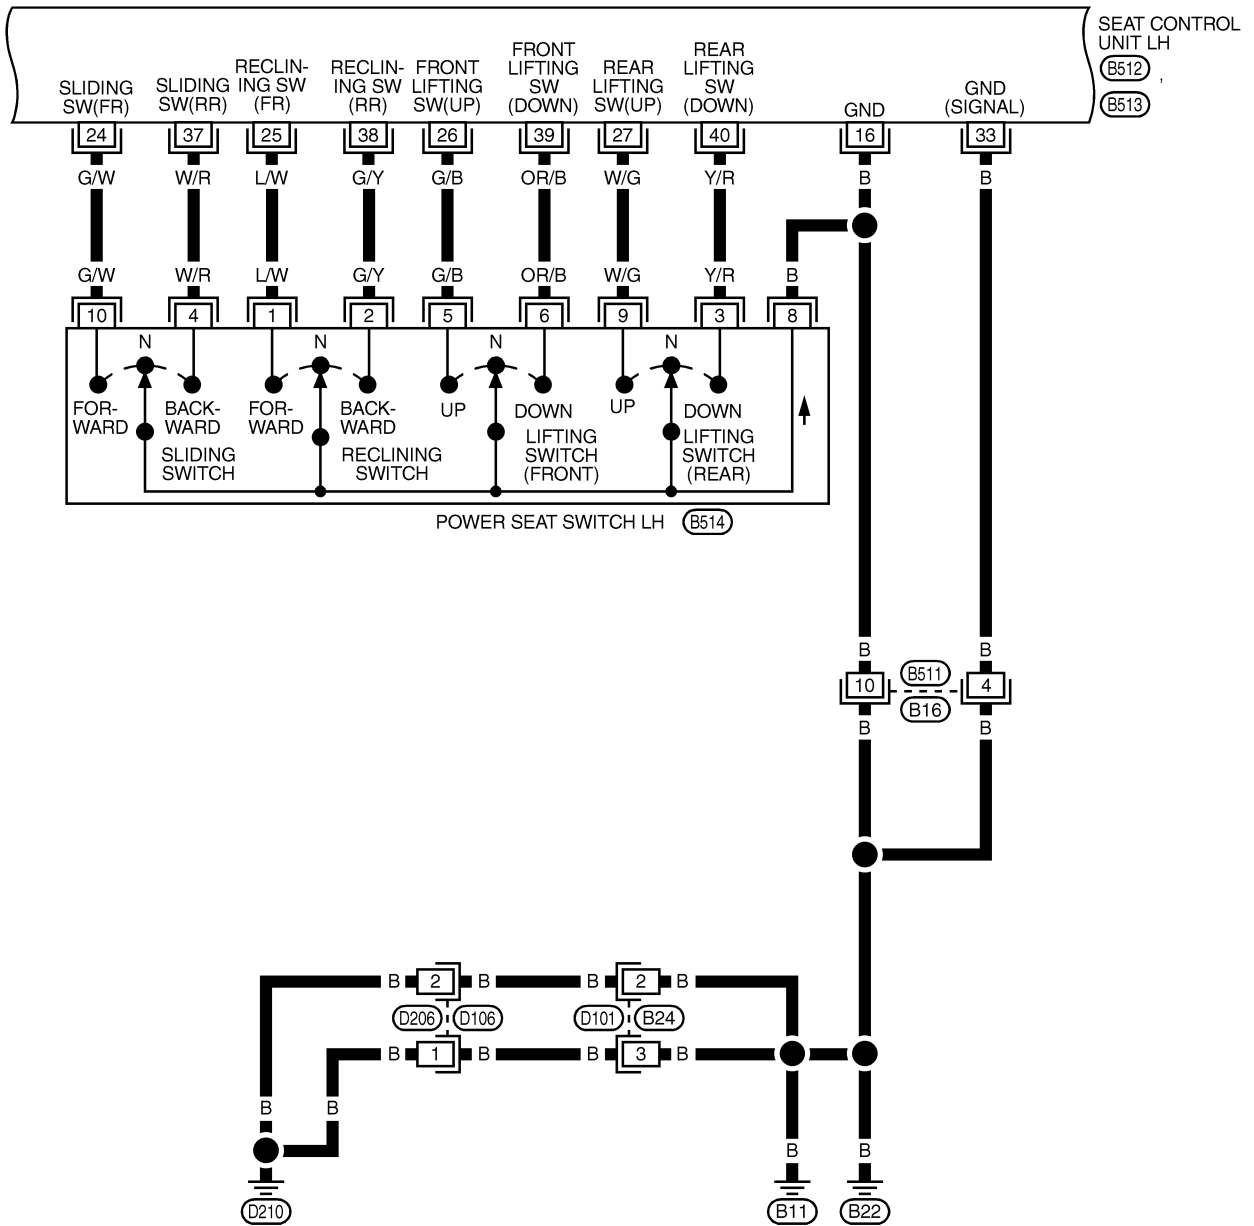 SEAT CONTROL
UNIT LH
B512 ,
B513
SLIDING
SW(FR)
SLIDING
SW(RR)
RECLIN-
ING SW
(FR)
RECLIN-
ING SW
(RR)
FRONT
LIFTING
SW(UP)
FRONT
LIFTING
SW
(DOWN)
REAR
LIFTING
SW(UP)
REAR
LIFTING
SW
(DOWN)
GND
GND
(SIGNAL)
24 37 25 38 26 39 27 40 16 33
G/W W/R L/W G/Y G/B OR/B W/G Y/R B B
G/W W/R L/W G/Y G/B OR/B W/G Y/R B
10 4 1 2 5 6 9 3 8
N N N N
FOR-
WARD
BACK-
WARD
SLIDING
SWITCH
FOR-
WARD
BACK-
WARD
RECLINING
SWITCH
UP
DOWN
LIFTING
SWITCH
(FRONT)
UP
DOWN
LIFTING
SWITCH
(REAR)
POWER SEAT SWITCH LH B514
B B
10 B511 4
B16
B B
B 2 B B 2 B
D206 D106 D101 B24
B 1 B B 3 B
B B
B B
D210 B11 B22